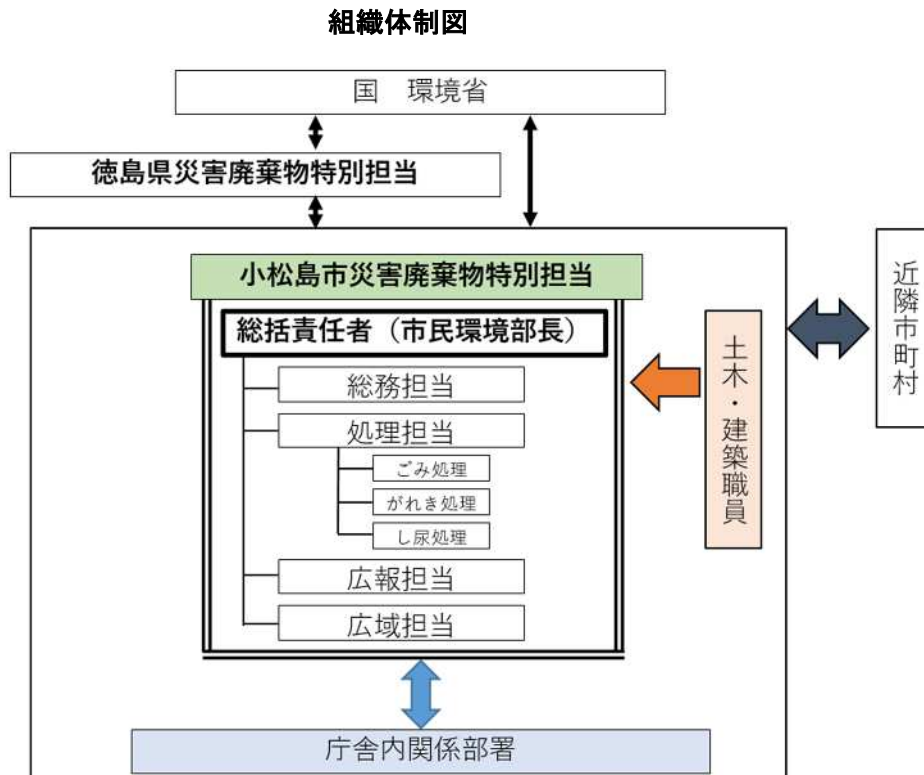 組織体制図
国　環境省
徳島県災害廃棄物特別担当
小松島市災害廃棄物特別担当
総括責任者（市民環境部長）
総務担当
処理担当
ごみ処理
がれき処理
し尿処理
広報担当
広域担当
土木・建築職員
近隣市町村
庁舎内関係部署